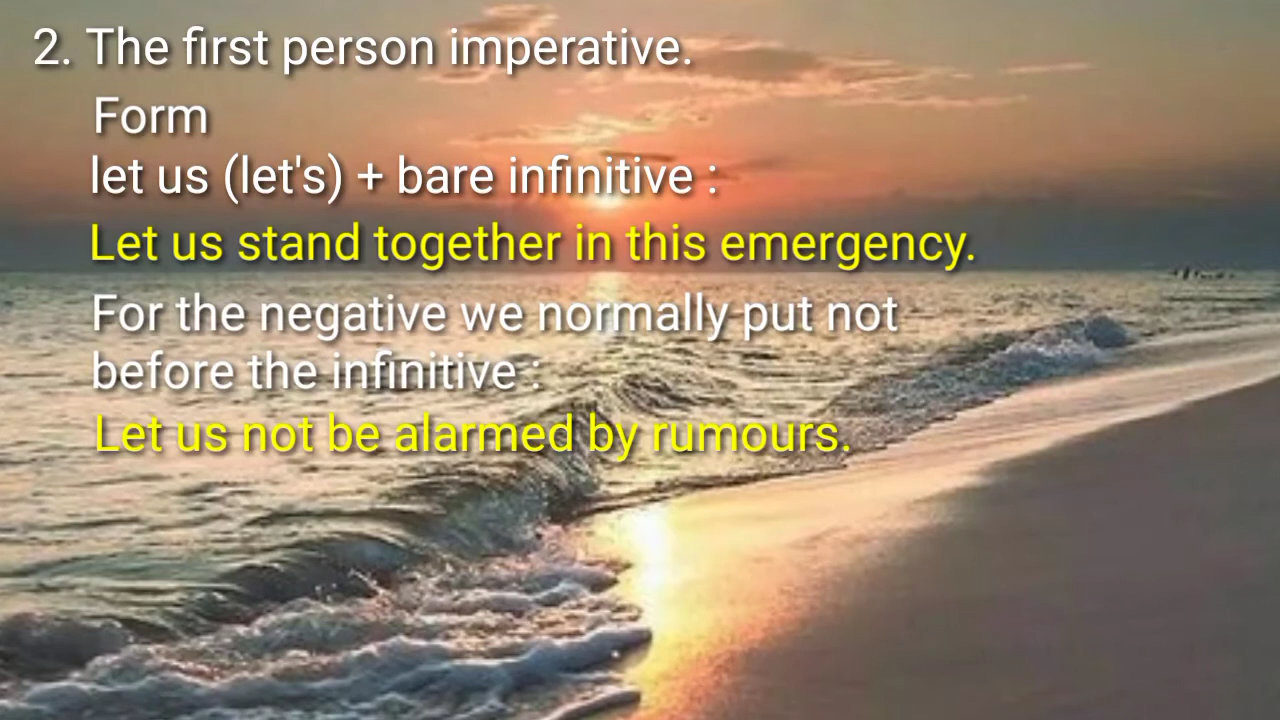 2. The first person imperative.
Form
let us (let's) + bare infinitive :
Let us stand together in this emergency.
For the negative we normally put not
before the infinitive :
Let us not be alarmed by rumours.